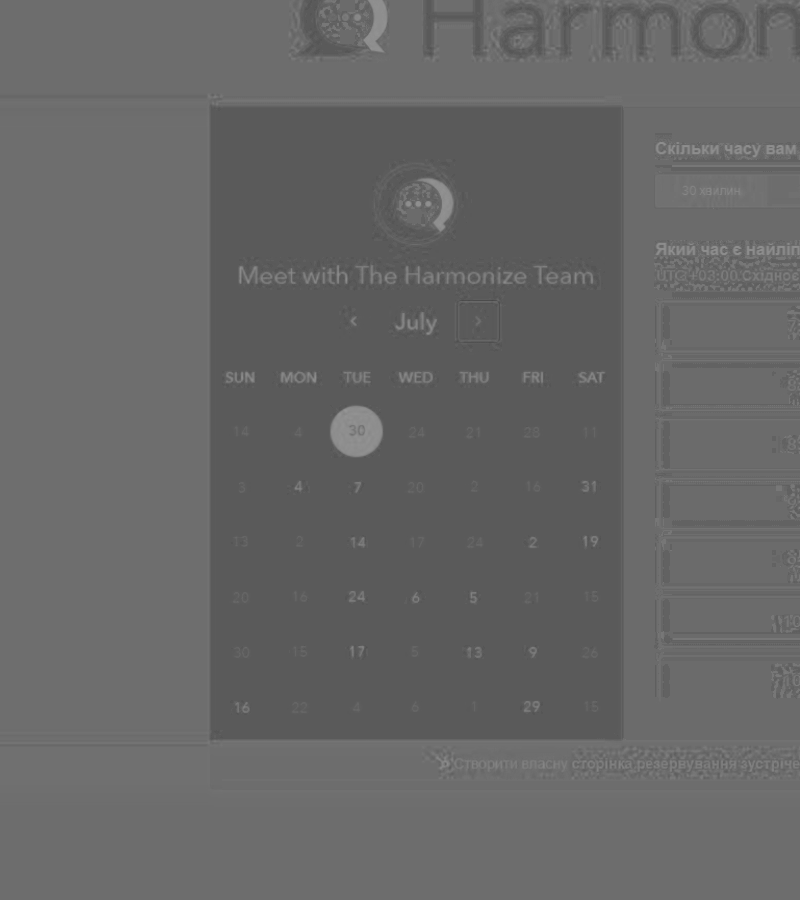 Harmon
Meet with The Harmonize Team
July
SUN MON TUE WED THU FRI SAT
14 4 30 24 21 28 11
3 4 7 20 2 16 31
13 2 14 17 24 2 19
20 16 24 6 5 21 15
30 15 17 5 13 9 26
16 22 4 6 1 29 15
Скільки часу вам
30 хвилин
Який час є найліп
UTC +03:00 Східноє
Створити власну сторінка резервування зустріче